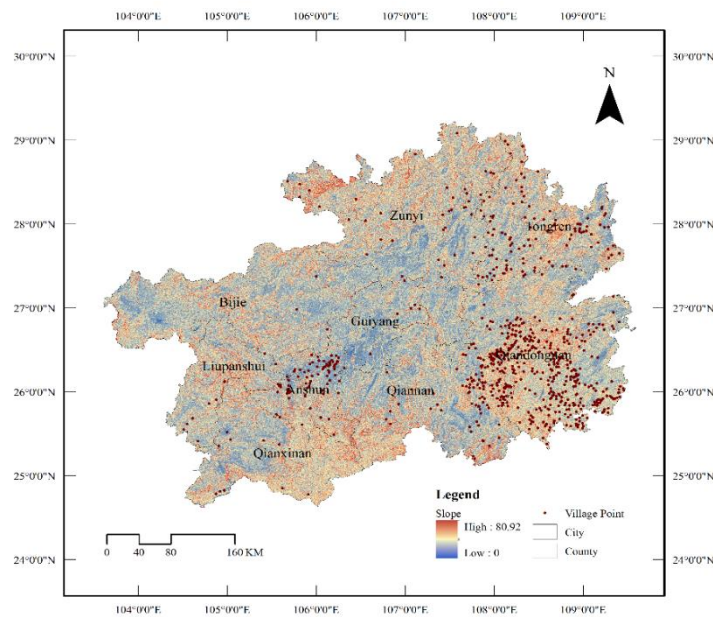 104°0'0"E 105°0'0"E 106°0'0"E 107°0'0"E 108°0'0"E 109°0'0"E
30°0'0"N 30°0'0"N
N
29°0'0"N 29°0'0"N
Zunyi
28°0'0"N Tongren 28°0'0"N
Bijie
27°0'0"N 27°0'0"N
Guiyang
Liupanshui Qiandongnan
26°0'0"N Anshun Qiannan 26°0'0"N
Qianxinan
25°0'0"N 25°0'0"N
Legend
Slope Village Point
High : 80.92 City
Low : 0 County
0 40 80 160 KM
24°0'0"N 24°0'0"N
104°0'0"E 105°0'0"E 106°0'0"E 107°0'0"E 108°0'0"E 109°0'0"E